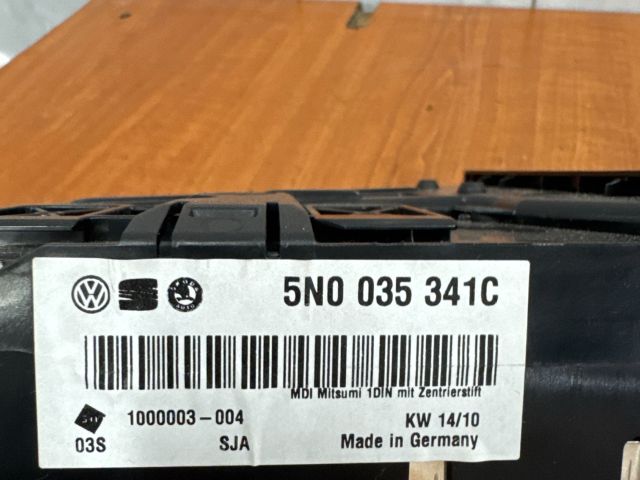 5N0 035 341C
MDI Mitsumi 1DIN mit Zentrierstift
1000003-004 KW 14/10
03S SJA Made in Germany